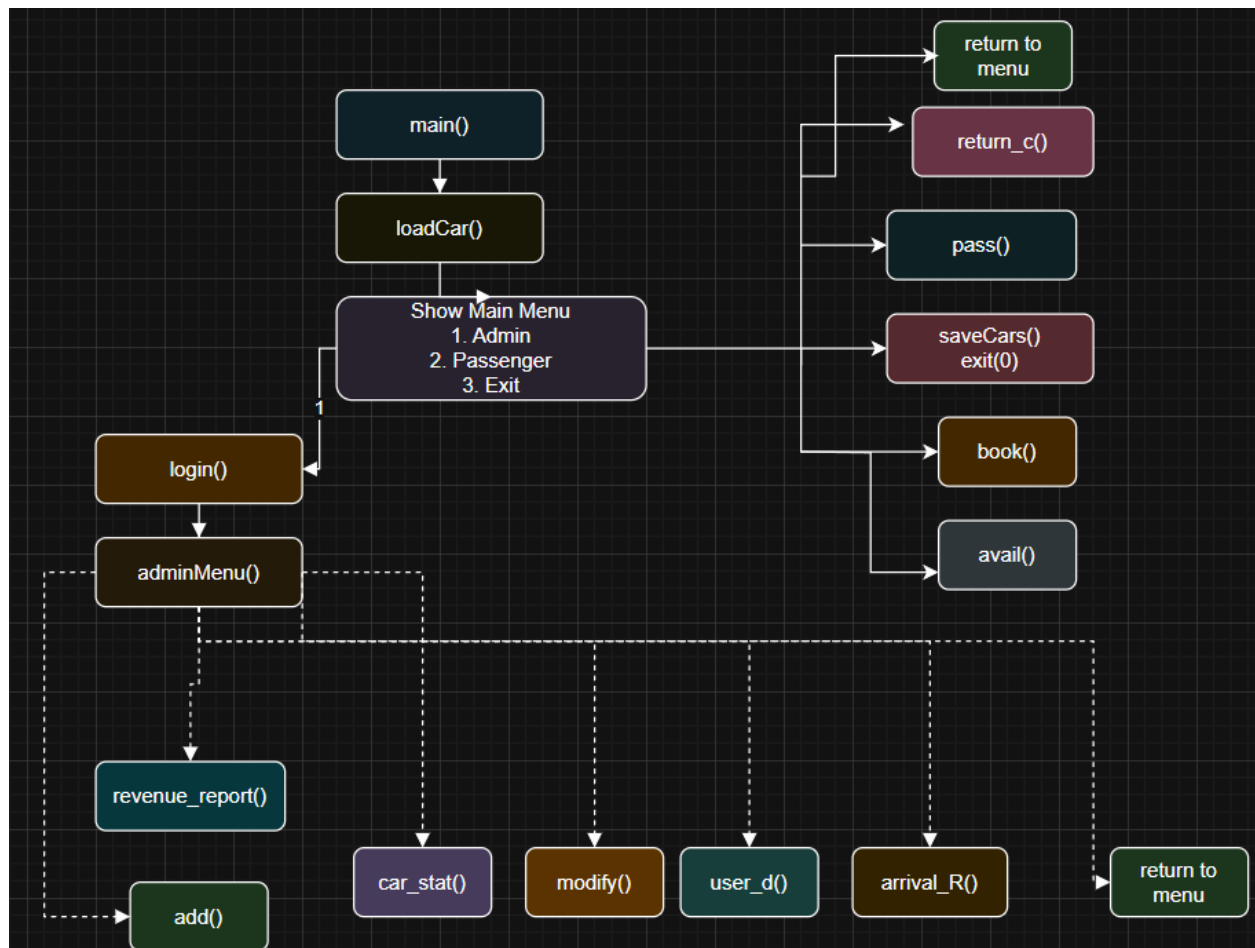 return to
menu
main()
return_c()
loadCar()
pass()
Show Main Menu
1. Admin
2. Passenger
3. Exit
saveCars()
exit(0)
1
login()
book()
adminMenu()
avail()
revenue_report()
car_stat()
modify()
user_d()
arrival_R()
return to
menu
add()